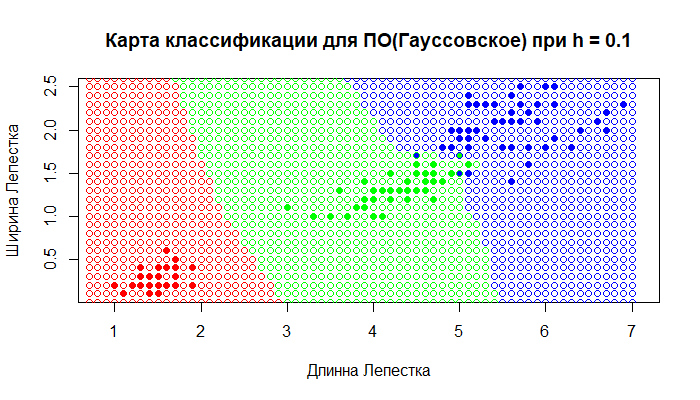 Карта классификации для ПО(Гауссовское) при h = 0.1
Ширина Лепестка
2.5
2.0
1.5
1.0
0.5
1 2 3 4 5 6 7
Длинна Лепестка